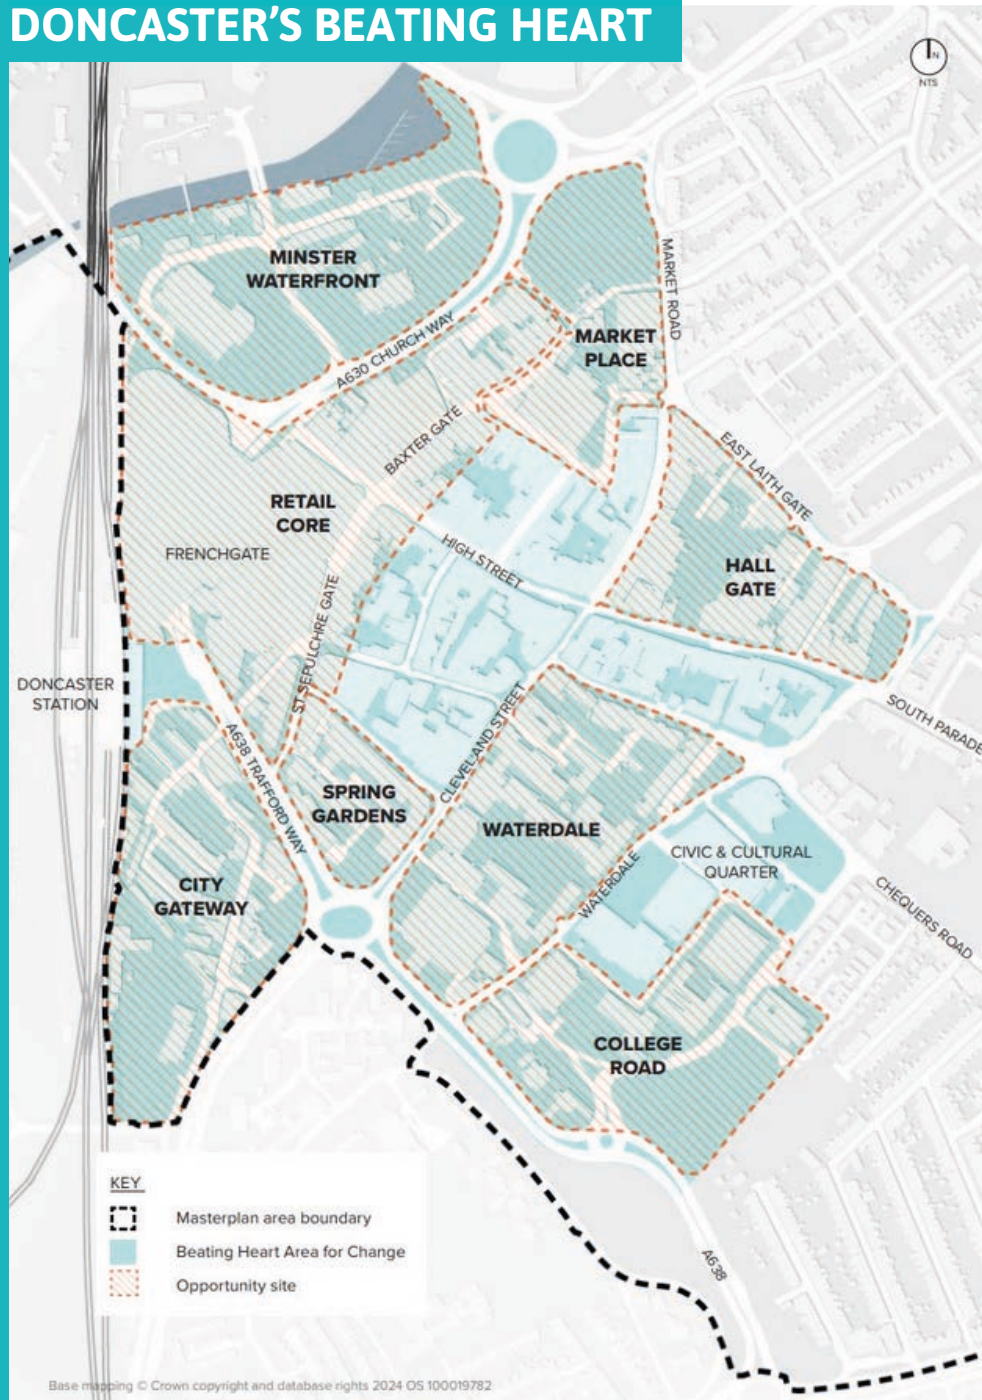 DONCASTER'S BEATING HEART
N
NTS
MINSTER
WATERFRONT
MARKET ROAD
A630 CHURCH WAY
MARKET
PLACE
BAXTER GATE
EAST LAITH GATE
RETAIL
CORE
FRENCHGATE
HIGH STREET
HALL
GATE
ST SEPULCHRE GATE
DONCASTER
STATION
SOUTH PARADE
A638 TRAFFORD WAY
CLEVELAND STREET
SPRING
GARDENS
WATERDALE
CIVIC & CULTURAL
QUARTER
WATERDALE
CITY
GATEWAY
CHEQUERS ROAD
COLLEGE
ROAD
KEY
Masterplan area boundary
Beating Heart Area for Change
Opportunity site
A638
Base mapping © Crown copyright and database rights 2024 OS 100019782